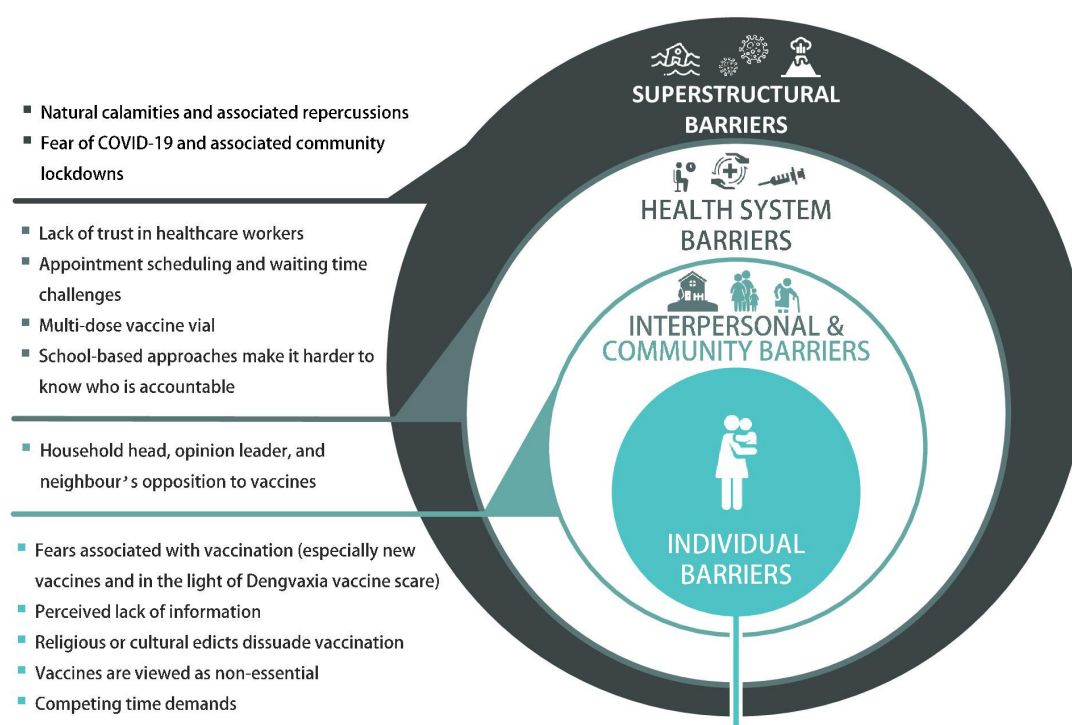 SUPERSTRUCTURAL
BARRIERS
Natural calamities and associated repercussions
Fear of COVID-19 and associated community
lockdowns
HEALTH SYSTEM
BARRIERS
Lack of trust in healthcare workers
Appointment scheduling and waiting time
challenges
Multi-dose vaccine vial
School-based approaches make it harder to
know who is accountable
INTERPERSONAL &
COMMUNITY BARRIERS
Household head, opinion leader, and
neighbour's opposition to vaccines
INDIVIDUAL
BARRIERS
Fears associated with vaccination (especially new
vaccines and in the light of Dengvaxia vaccine scare)
Perceived lack of information
Religious or cultural edicts dissuade vaccination
Vaccines are viewed as non-essential
Competing time demands